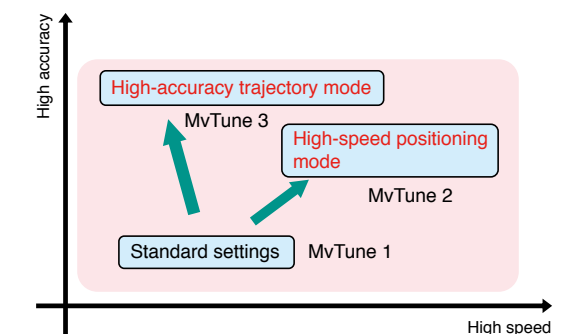 High accuracy
High-accuracy trajectory mode
MvTune 3
High-speed positioning
mode
MvTune 2
Standard settings
MvTune 1
High speed